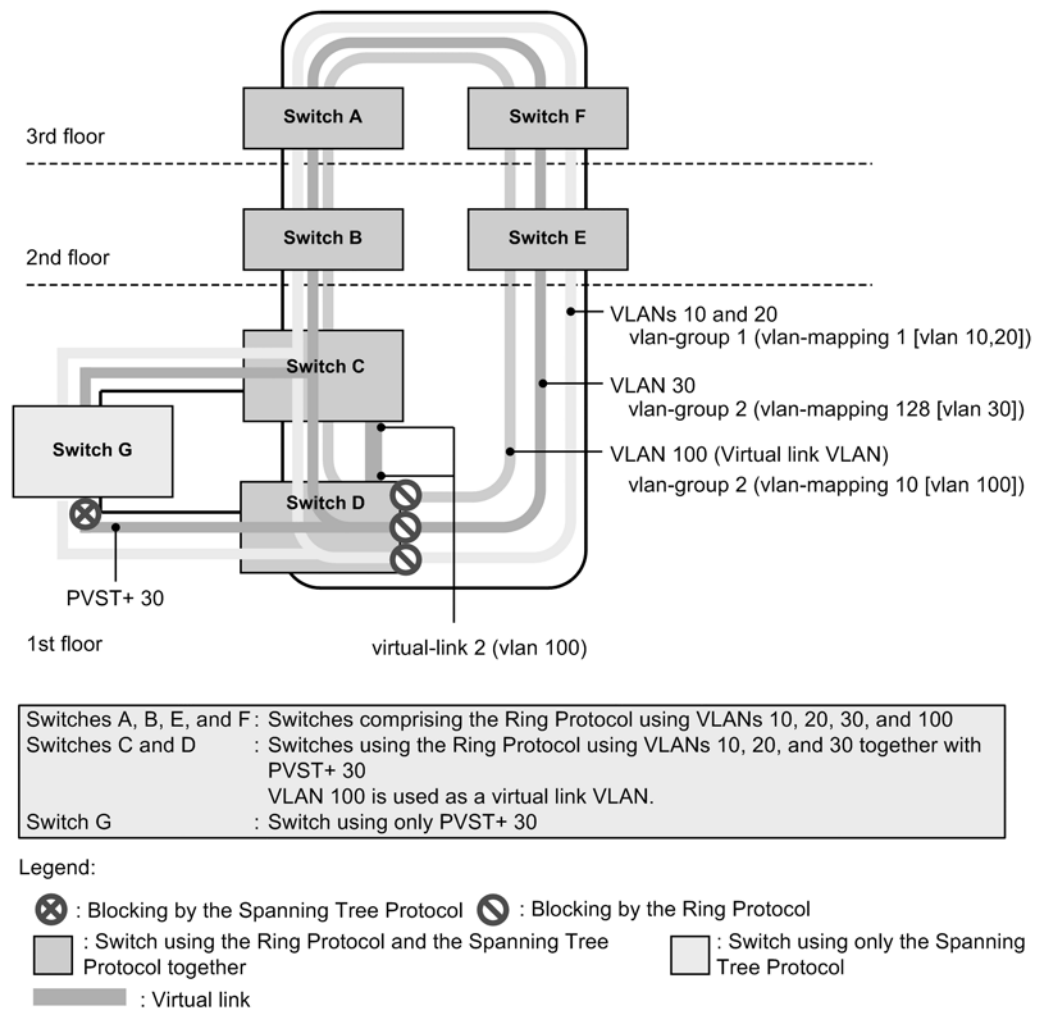 Switch A
Switch F
3rd floor
Switch B
Switch E
2nd floor
VLANs 10 and 20
vlan-group 1 (vlan-mapping 1 [vlan 10,20])
Switch C
VLAN 30
vlan-group 2 (vlan-mapping 128 [vlan 30])
Switch G
VLAN 100 (Virtual link VLAN)
vlan-group 2 (vlan-mapping 10 [vlan 100])
Switch D
PVST+ 30
1st floor
virtual-link 2 (vlan 100)
Switches A, B, E, and F : Switches comprising the Ring Protocol using VLANs 10, 20, 30, and 100
Switches C and D : Switches using the Ring Protocol using VLANs 10, 20, and 30 together with
PVST+ 30
VLAN 100 is used as a virtual link VLAN.
Switch G : Switch using only PVST+ 30
Legend:
: Blocking by the Spanning Tree Protocol : Blocking by the Ring Protocol
: Switch using the Ring Protocol and the Spanning Tree
Protocol together
: Switch using only the Spanning
Tree Protocol
: Virtual link